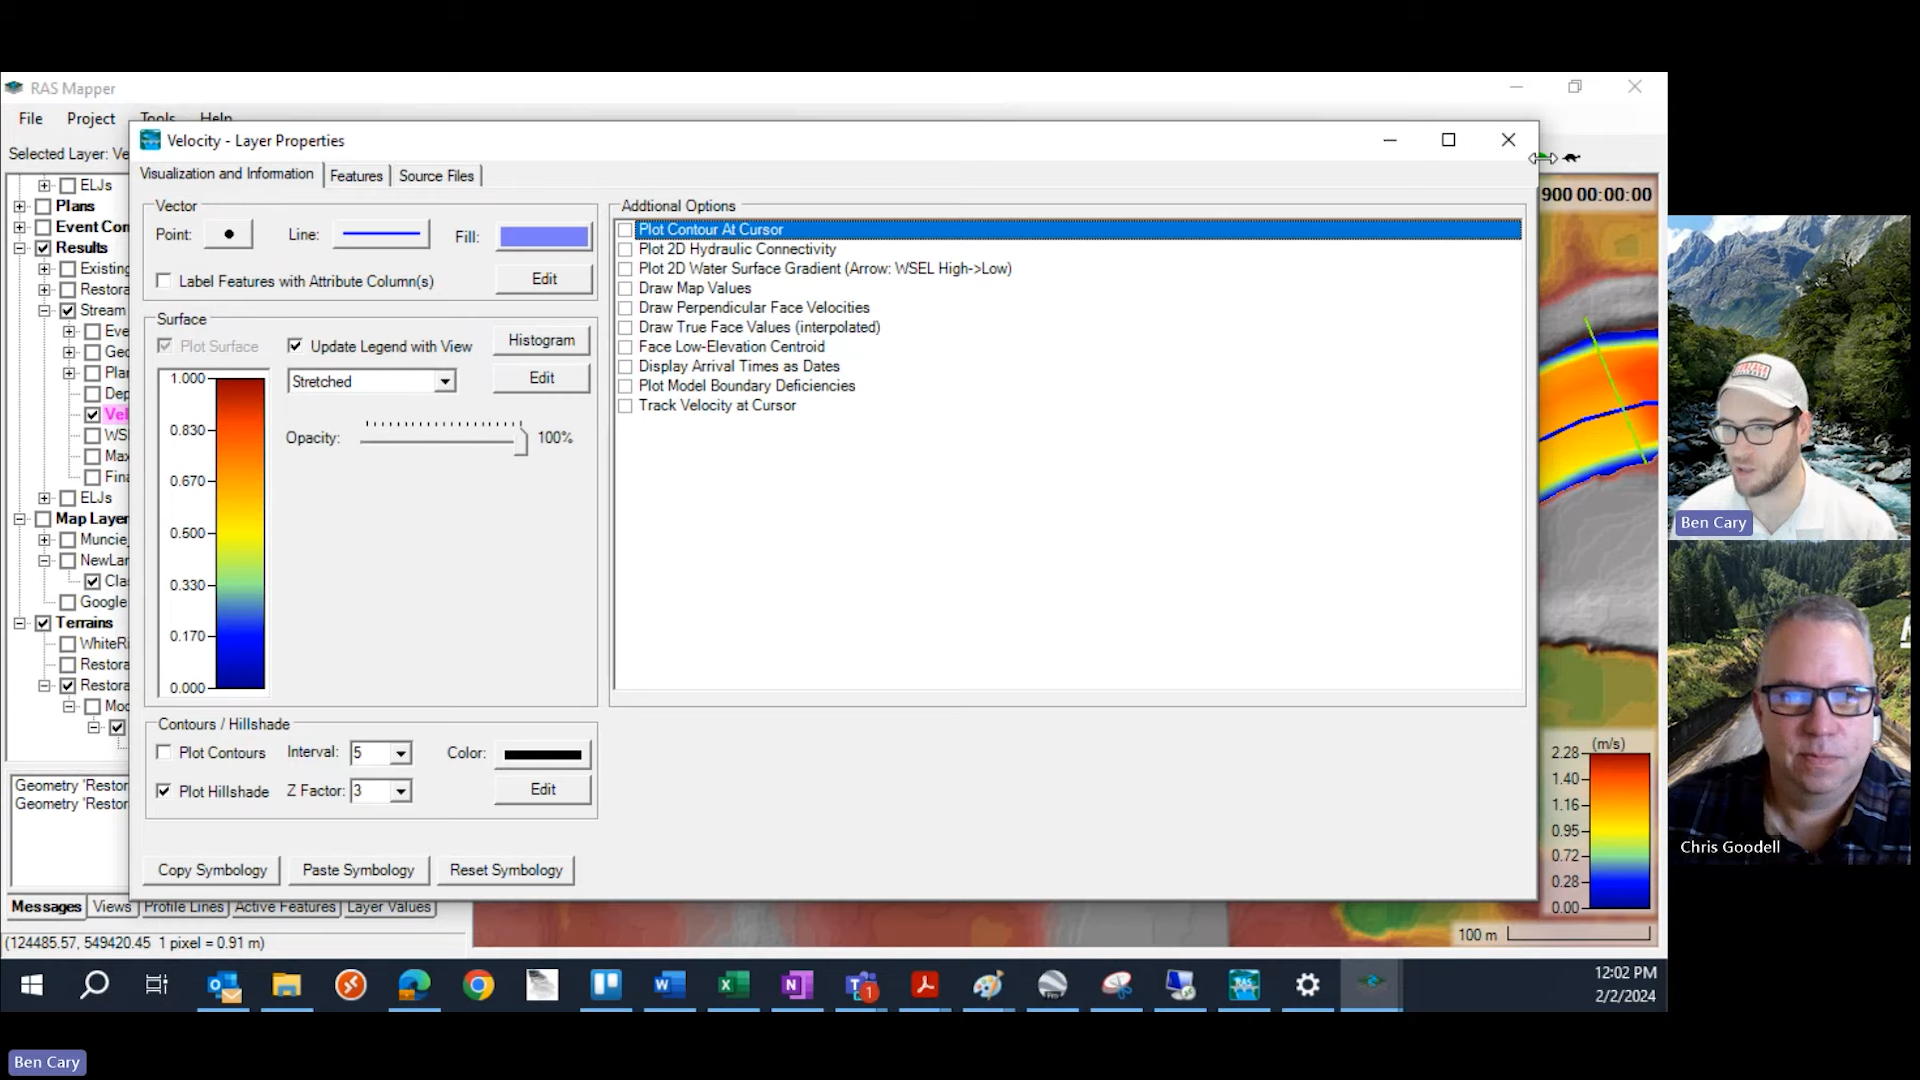 RAS Mapper
File Project Tools Help
Selected Layer: Ve
Velocity - Layer Properties
Visualization and Information
Features
Source Files
ELJs
Plans
Event Con
Results
Existing
Restora
Stream
Eve
Geo
Plar
Dep
Vel
WS
Max
Fina
ELJs
Map Layer
Muncie_
NewLar
Clas
Google
Terrains
WhiteRi
Restora
Restora
Moc
Vector
Point:
Line:
Fill:
Label Features with Attribute Column(s)
Edit
Surface
Plot Surface
Update Legend with View
Histogram
Stretched
Edit
Opacity:
100%
1.000
0.830
0.670
0.500
0.330
0.170
0.000
Contours / Hillshade
Plot Contours
Interval: 5
Color:
Plot Hillshade
Z Factor: 3
Edit
Copy Symbology
Paste Symbology
Reset Symbology
Addtional Options
Plot Contour At Cursor
Plot 2D Hydraulic Connectivity
Plot 2D Water Surface Gradient (Arrow: WSEL High->Low)
Draw Map Values
Draw Perpendicular Face Velocities
Draw True Face Values (interpolated)
Face Low-Elevation Centroid
Display Arrival Times as Dates
Plot Model Boundary Deficiencies
Track Velocity at Cursor
900 00:00:00
(m/s)
2.28
1.40
1.16
0.95
0.72
0.28
0.00
100 m
Geometry 'Restor
Geometry 'Restor
Messages
Views
Profile Lines
Active Features
Layer Values
(124485.57, 549420.45 1 pixel = 0.91 m)
12:02 PM
2/2/2024
Ben Cary
Chris Goodell
Ben Cary